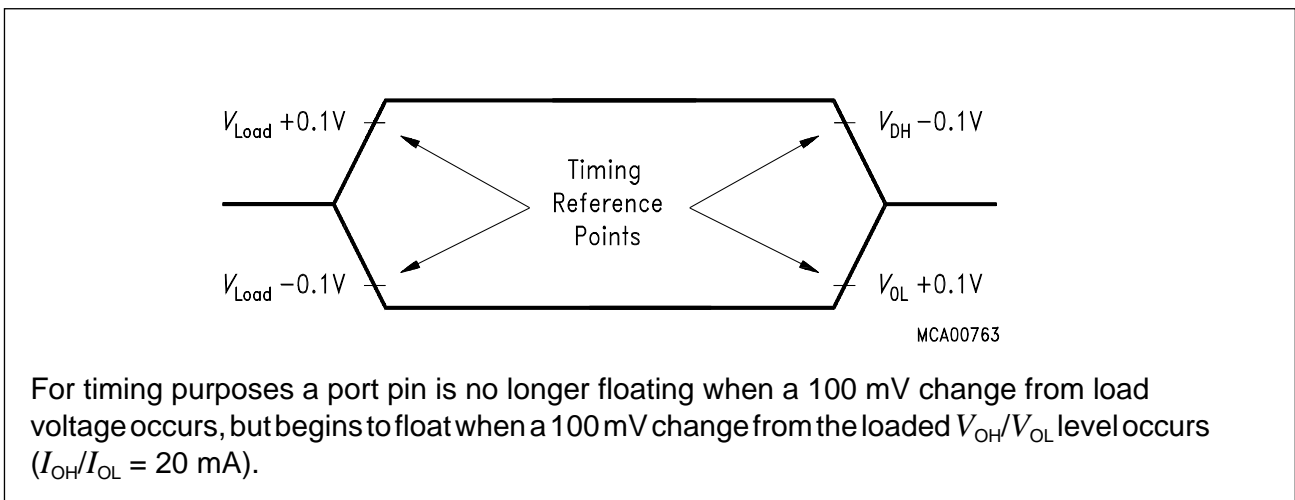 V_Load +0.1V
V_DH −0.1V
Timing
Reference
Points
V_Load −0.1V
V_OL +0.1V
MCA00763
For timing purposes a port pin is no longer floating when a 100 mV change from load
voltage occurs, but begins to float when a 100 mV change from the loaded V_OH/V_OL level occurs
(I_OH/I_OL = 20 mA).